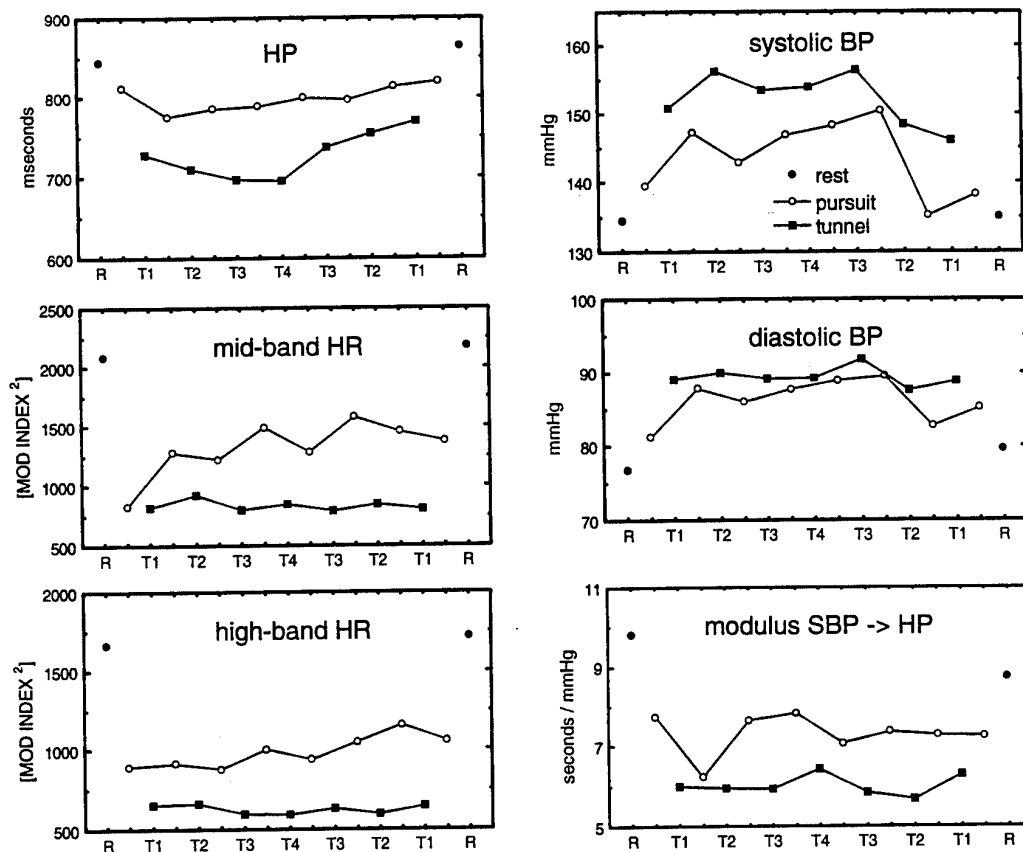 HP
mseconds
900
800
700
600
R T1 T2 T3 T4 T3 T2 T1 R
systolic BP
mmHg
160
150
140
130
rest
pursuit
tunnel
R T1 T2 T3 T4 T3 T2 T1 R
mid-band HR
[MOD INDEX 2]
2500
2000
1500
1000
500
R T1 T2 T3 T4 T3 T2 T1 R
diastolic BP
mmHg
100
90
80
70
R T1 T2 T3 T4 T3 T2 T1 R
high-band HR
[MOD INDEX 2]
2000
1500
1000
500
R T1 T2 T3 T4 T3 T2 T1 R
modulus SBP -> HP
seconds / mmHg
11
9
7
5
R T1 T2 T3 T4 T3 T2 T1 R